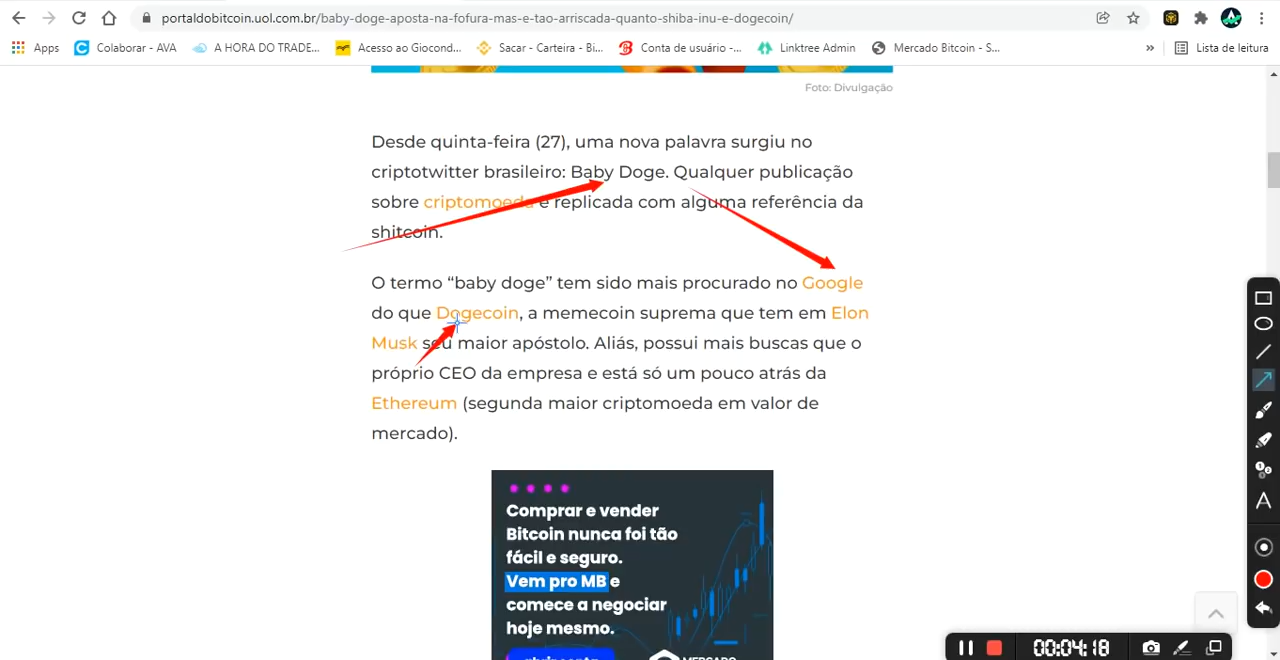 portaldobitcoin.uol.com.br/baby-doge-aposta-na-fofura-mas-e-tao-arriscada-quanto-shiba-inu-e-dogecoin/
Apps Colaborar - AVA A HORA DO TRADE... Acesso ao Giocond... Sacar - Carteira - Bi... Conta de usuário -... Linktree Admin Mercado Bitcoin - S... » Lista de leitura
Foto: Divulgação
Desde quinta-feira (27), uma nova palavra surgiu no
criptotwitter brasileiro: Baby Doge. Qualquer publicação
sobre criptomoeda é replicada com alguma referência da
shitcoin.
O termo “baby doge” tem sido mais procurado no Google
do que Dogecoin, a memecoin suprema que tem em Elon
Musk seu maior apóstolo. Aliás, possui mais buscas que o
próprio CEO da empresa e está só um pouco atrás da
Ethereum (segunda maior criptomoeda em valor de
mercado).
Comprar e vender
Bitcoin nunca foi tão
fácil e seguro.
Vem pro MB e
comece a negociar
hoje mesmo.
MERCADO
00:04:18